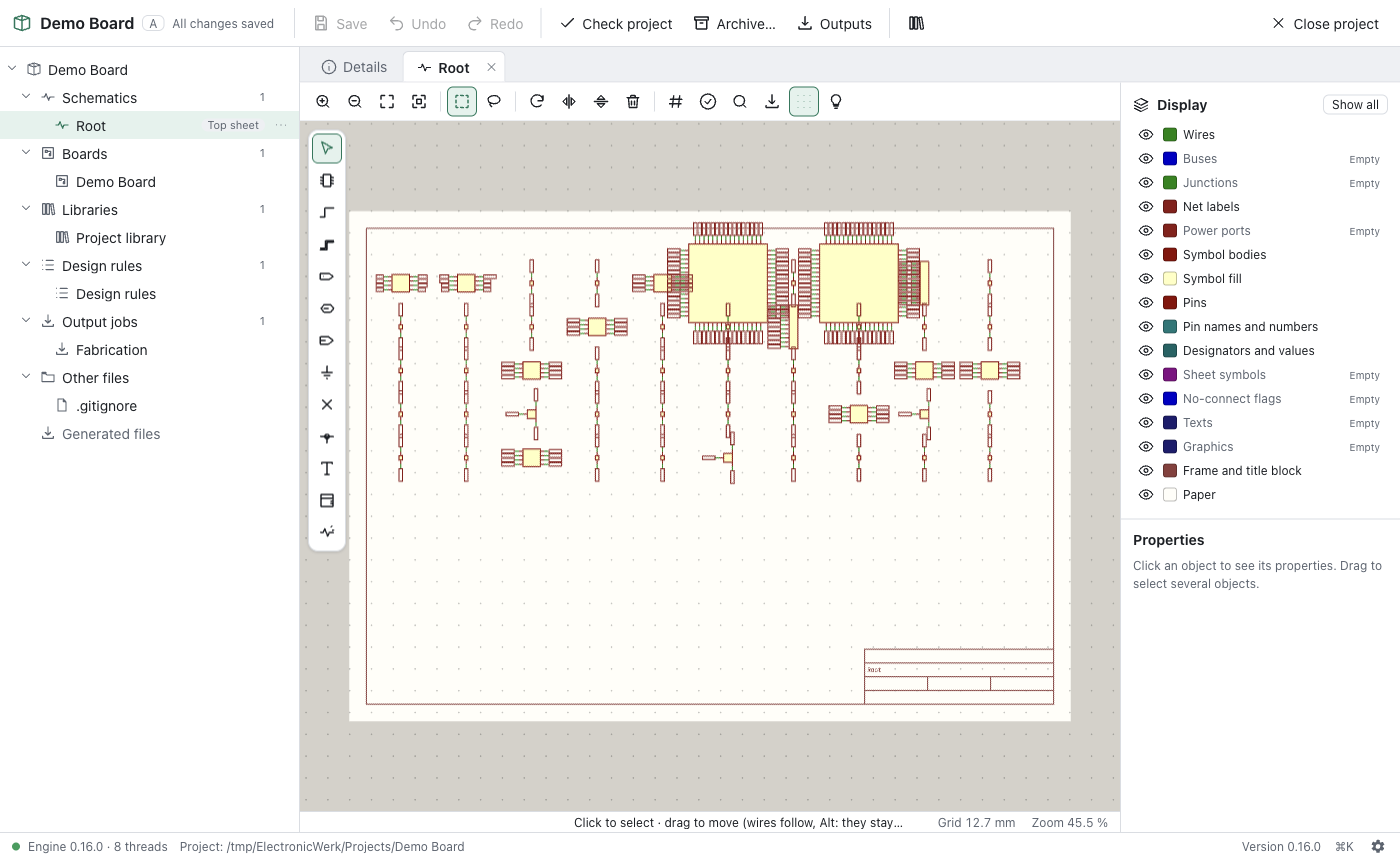 Demo Board A All changes saved Save Undo Redo Check project Archive... Outputs Close project
Demo Board
Schematics 1
Root Top sheet ...
Boards 1
Demo Board
Libraries 1
Project library
Design rules 1
Design rules
Output jobs 1
Fabrication
Other files
.gitignore
Generated files
Details Root
Root
Display Show all
Wires
Buses Empty
Junctions Empty
Net labels
Power ports Empty
Symbol bodies
Symbol fill
Pins
Pin names and numbers
Designators and values
Sheet symbols Empty
No-connect flags Empty
Texts Empty
Graphics Empty
Frame and title block
Paper
Properties
Click an object to see its properties. Drag to
select several objects.
Click to select · drag to move (wires follow, Alt: they stay... Grid 12.7 mm Zoom 45.5 %
Engine 0.16.0 · 8 threads Project: /tmp/ElectronicWerk/Projects/Demo Board Version 0.16.0 ⌘K